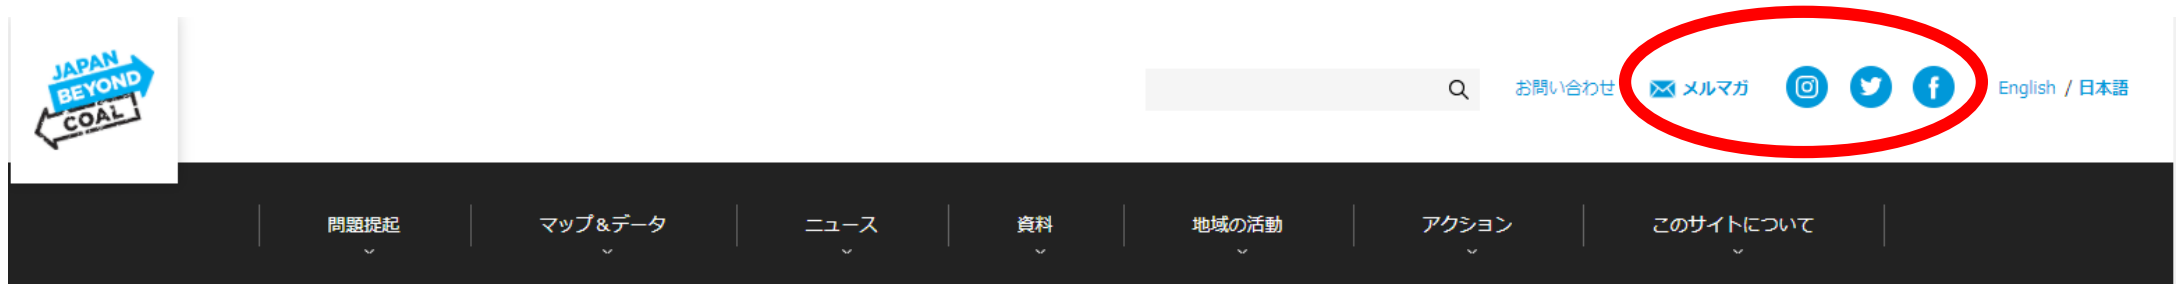 JAPAN
BEYOND
COAL
お問い合わせ メルマガ English / 日本語
問題提起 マップ&データ ニュース 資料 地域の活動 アクション このサイトについて